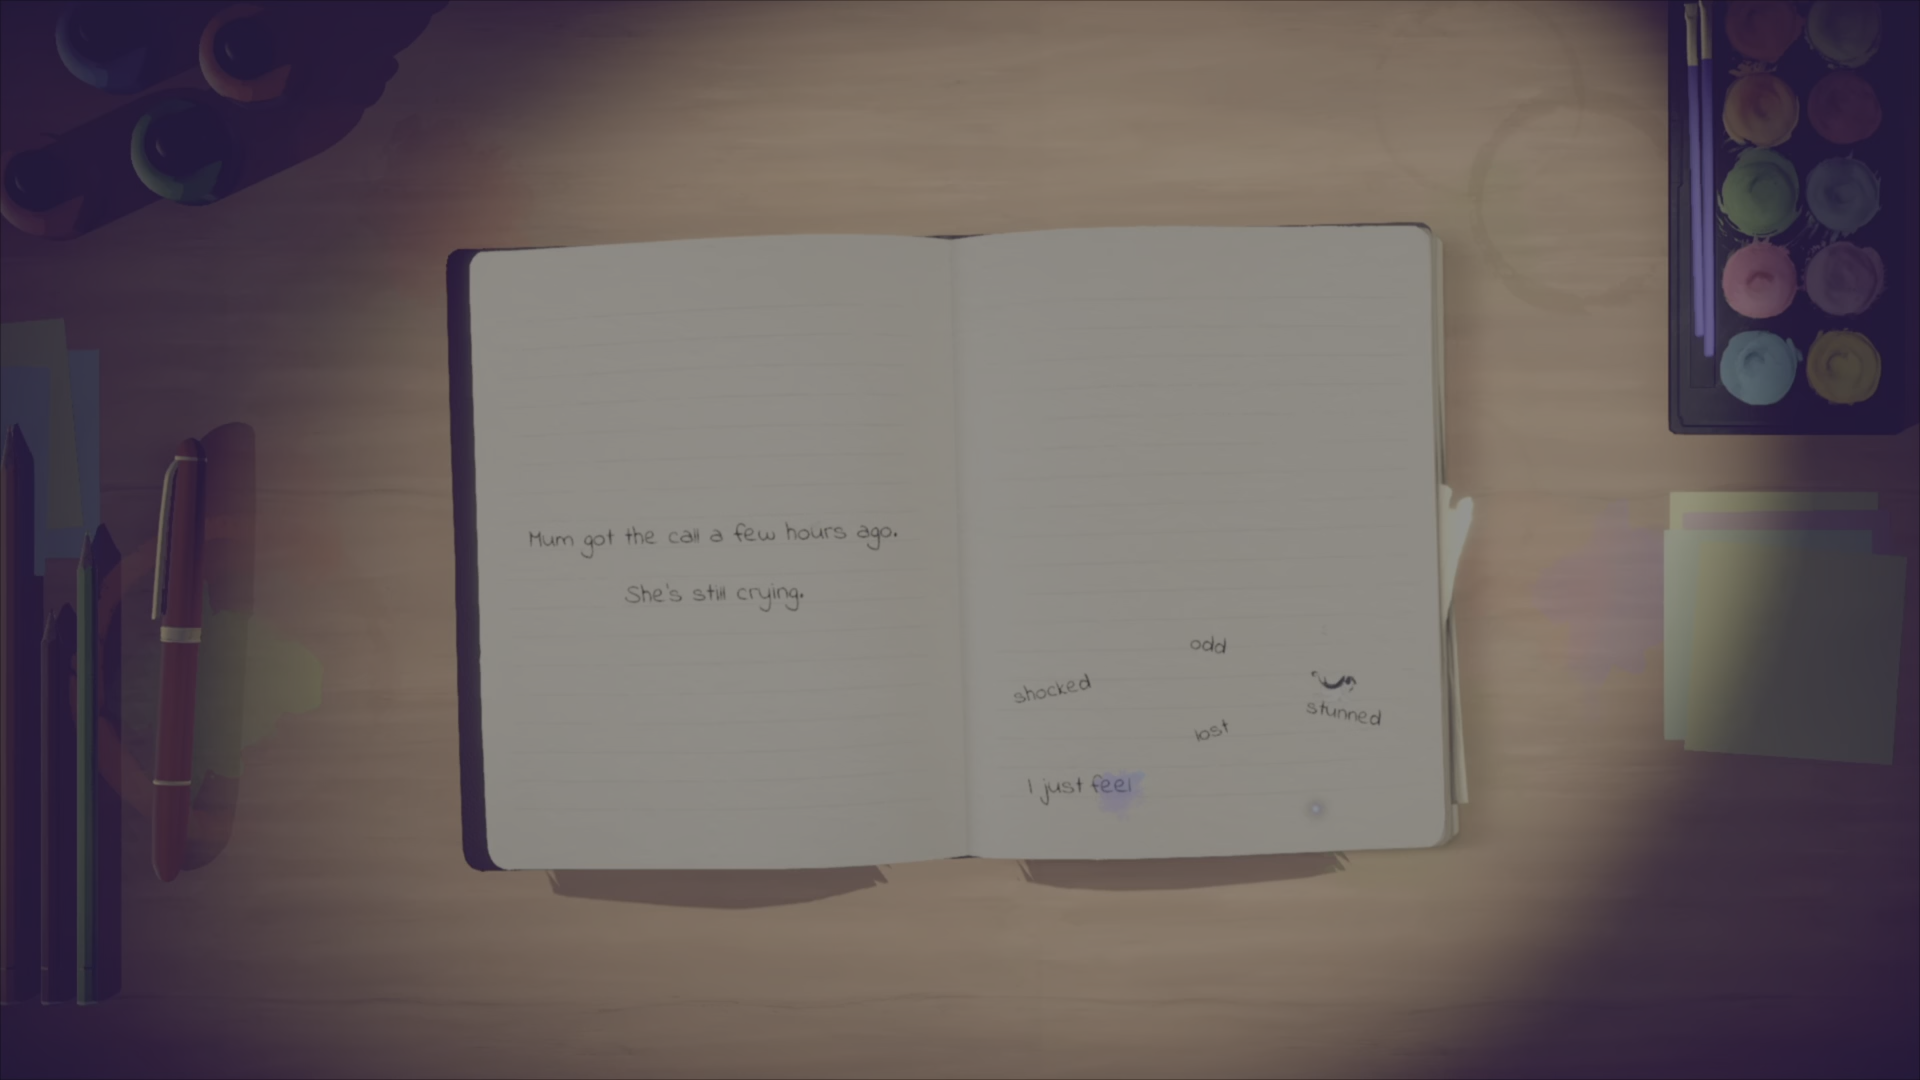 Mum got the call a few hours ago.
She's still crying.
odd
shocked
stunned
lost
I just feel